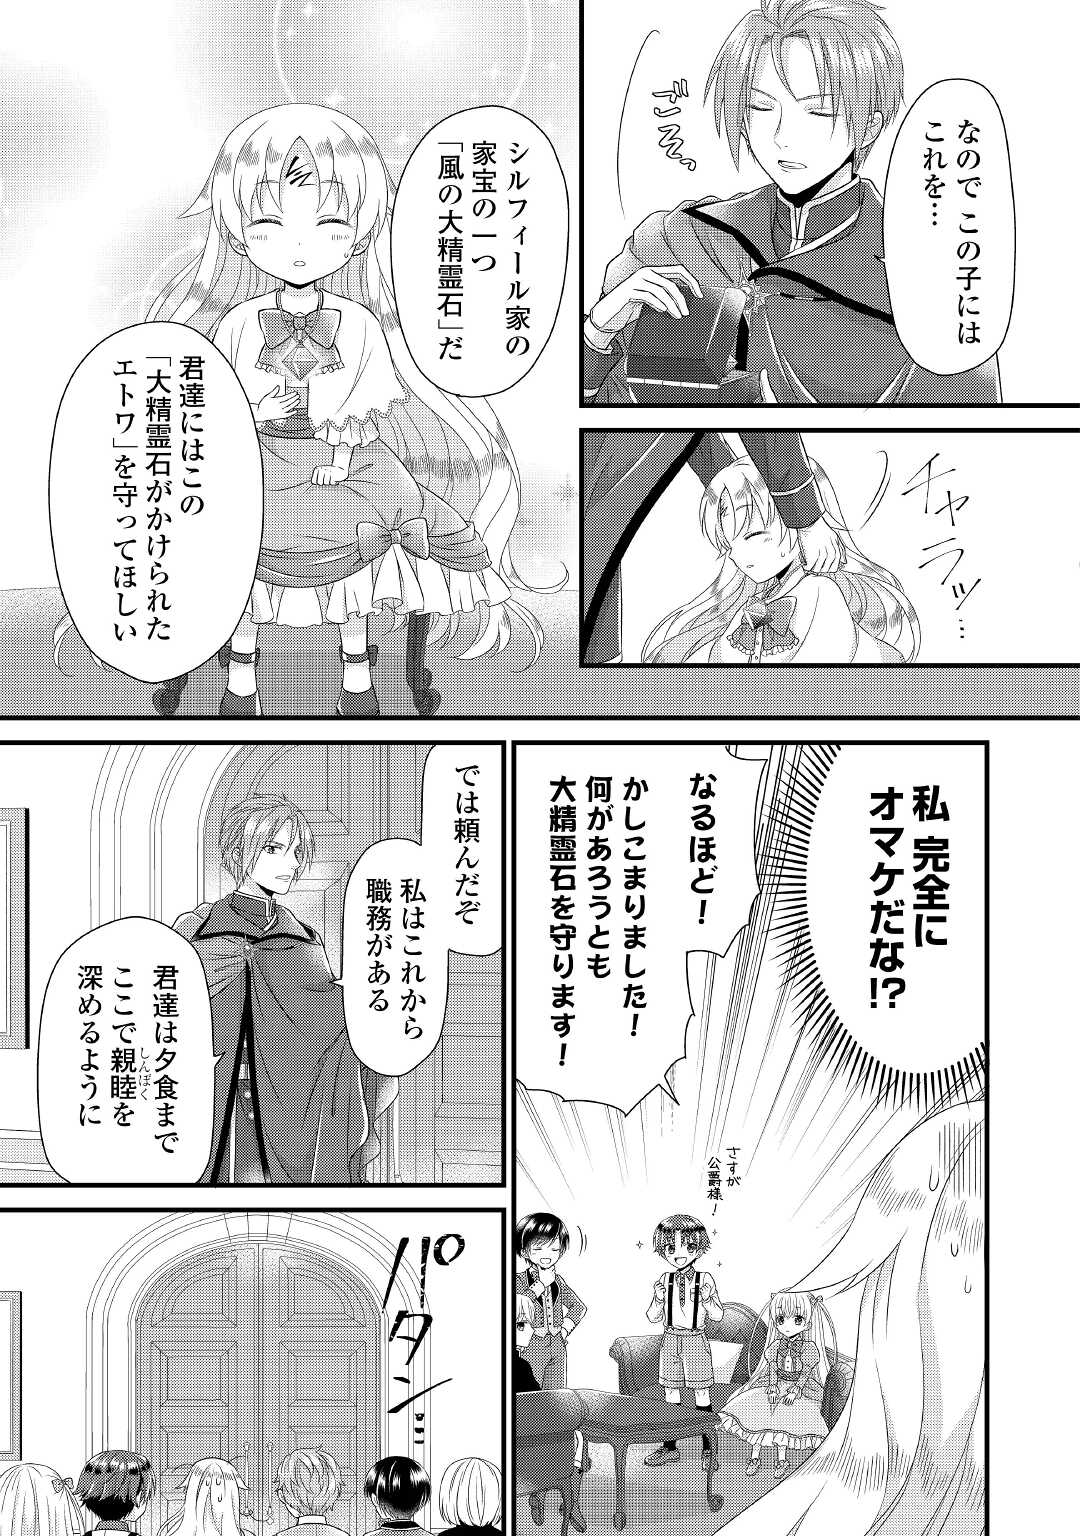 なので この子には
これを…
チャラッ…
シルフィール家の
家宝の一つ
「風の大精霊石」だ
君達にはこの
「大精霊石がかけられた
エトワ」を守ってほしい
私 完全に
オマケだな!?
なるほど！
かしこまりました！
何があろうとも
大精霊石を守ります！
さすが
公爵様！
では頼んだぞ
私はこれから
職務がある
君達は夕食まで
ここで親睦を
しんぼく
深めるように
パタン…